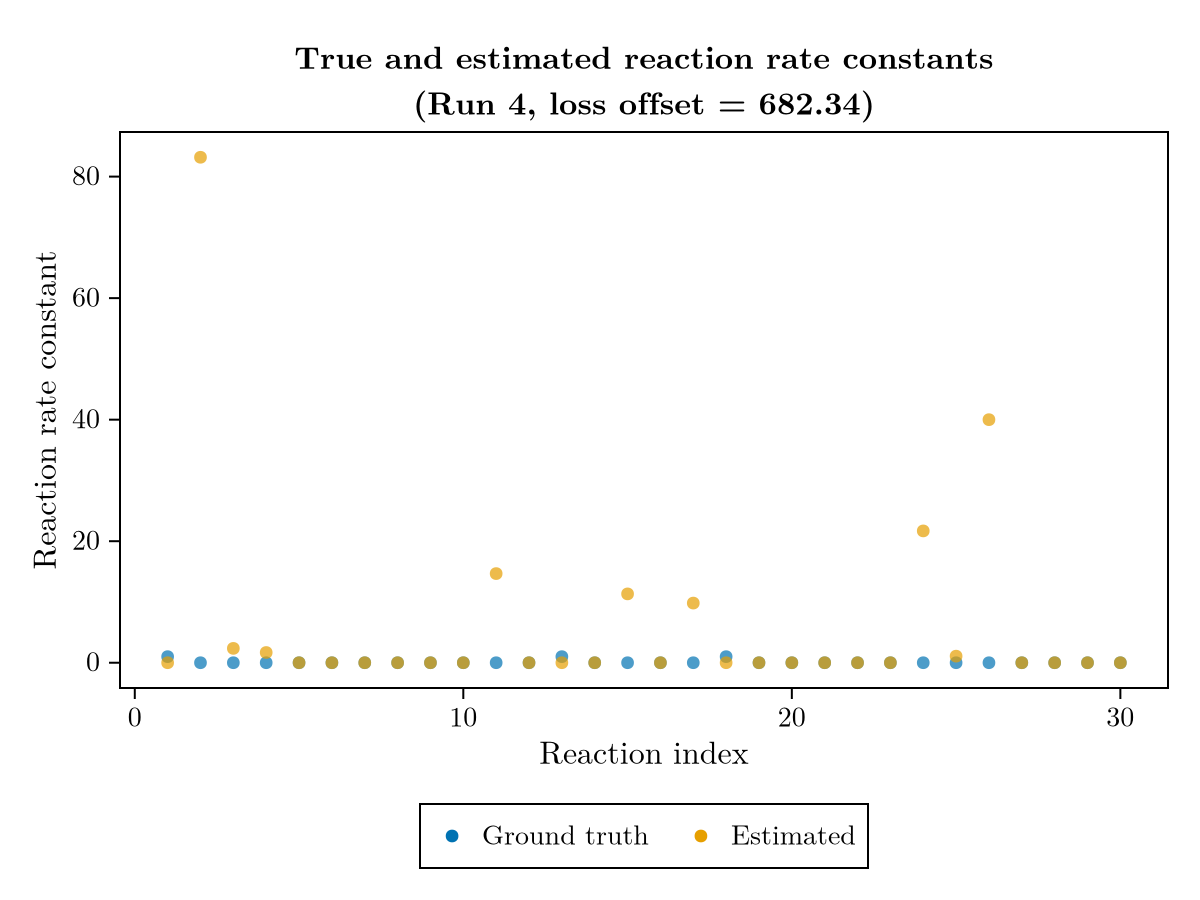 True and estimated reaction rate constants
(Run 4, loss offset = 682.34)
Reaction rate constant
80
60
40
20
0
0 10 20 30
Reaction index
Ground truth Estimated